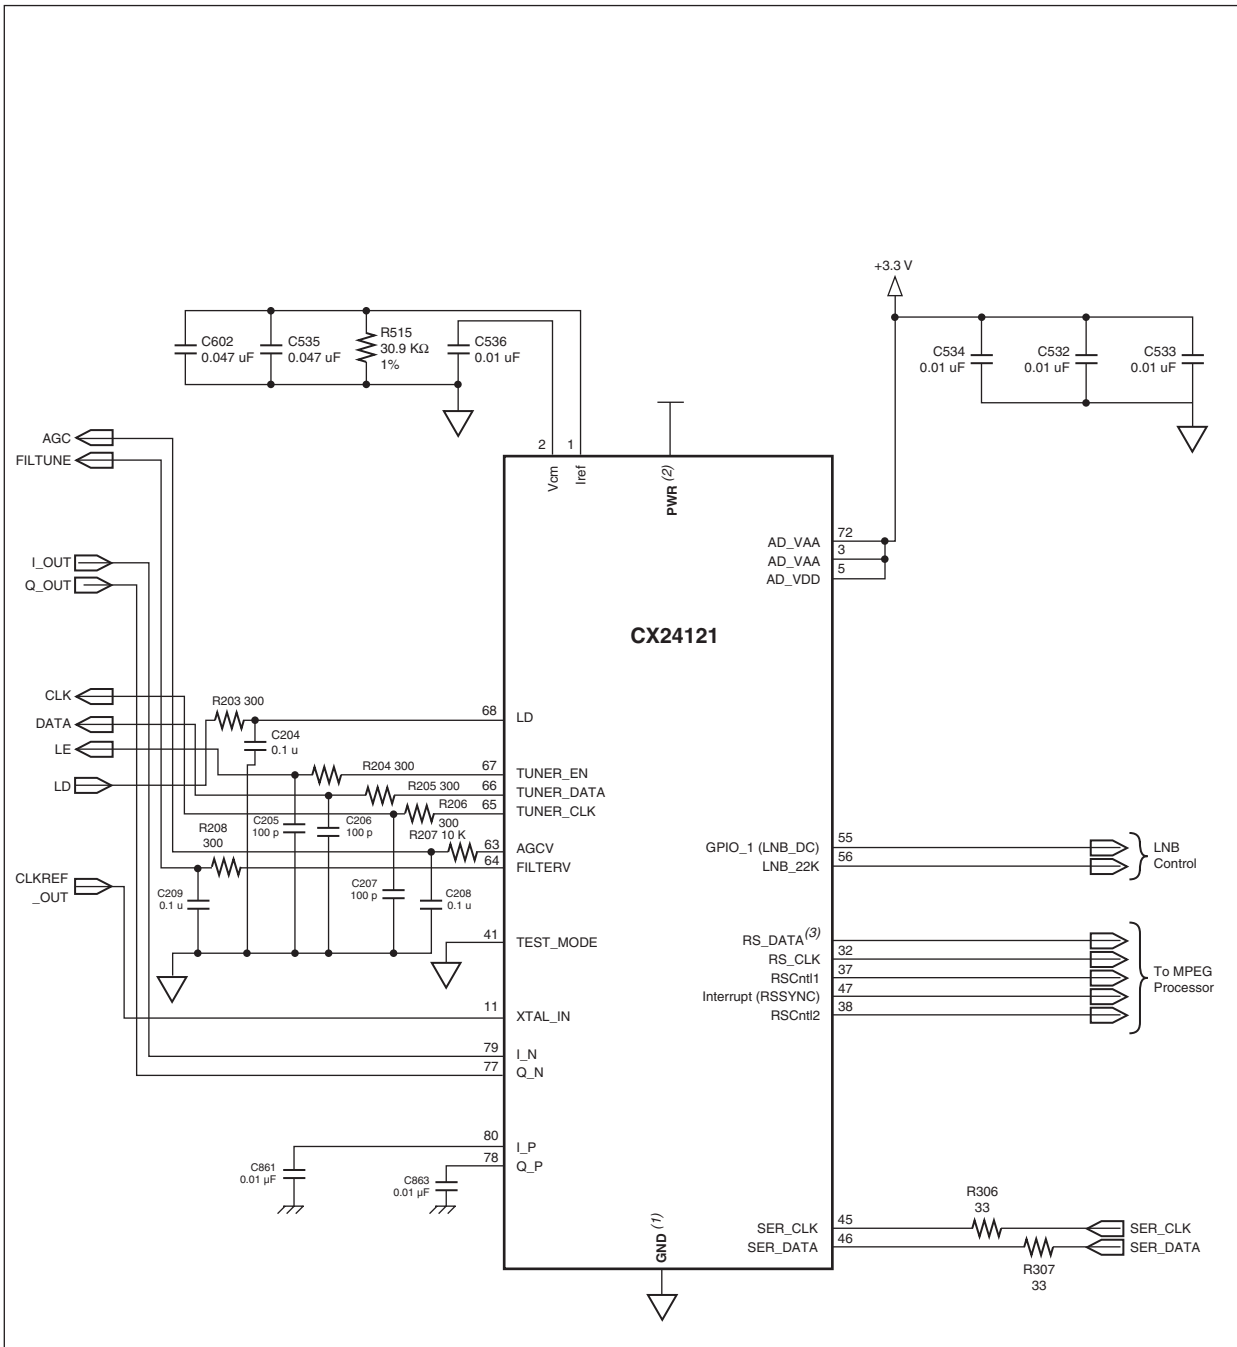 +3.3 V
C602
0.047 uF
C535
0.047 uF
R515
30.9 KΩ
1%
C536
0.01 uF
C534
0.01 uF
C532
0.01 uF
C533
0.01 uF
AGC
FILTUNE
2
1
Vcm
Iref
PWR (2)
I_OUT
Q_OUT
72
AD_VAA
3
AD_VAA
5
AD_VDD
CX24121
CLK
DATA
LE
LD
R203 300
C204
0.1 u
68
LD
R204 300
67
TUNER_EN
R205 300
66
TUNER_DATA
R206
300
65
TUNER_CLK
R208
300
C205
100 p
C206
100 p
R207 10 K
63
AGCV
64
FILTERV
CLKREF
_OUT
C209
0.1 u
C207
100 p
C208
0.1 u
41
TEST_MODE
11
XTAL_IN
79
I_N
77
Q_N
80
I_P
78
Q_P
C861
0.01 µF
C863
0.01 µF
GPIO_1 (LNB_DC)
55
LNB_22K
56
LNB
Control
RS_DATA(3)
RS_CLK
32
RSCntl1
37
Interrupt (RSSYNC)
47
RSCntl2
38
To MPEG
Processor
R306
33
SER_CLK
45
SER_CLK
SER_DATA
46
SER_DATA
R307
33
GND (1)